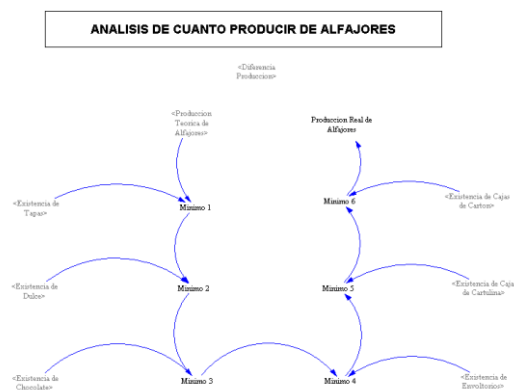 ANALISIS DE CUANTO PRODUCIR DE ALFAJORES
<Diferencia
Produccion>
<Produccion
Teorica de
Alfajores>
Produccion Real de
Alfajores
<Existencia de
Tapas>
Minimo 1
Minimo 6
<Existencia de Cajas
de Carton>
<Existencia de
Dulce>
Minimo 2
Minimo 5
<Existencia de Caja
de Cartulina>
<Existencia de
Chocolate>
Minimo 3
Minimo 4
<Existencia de
Envoltorios>